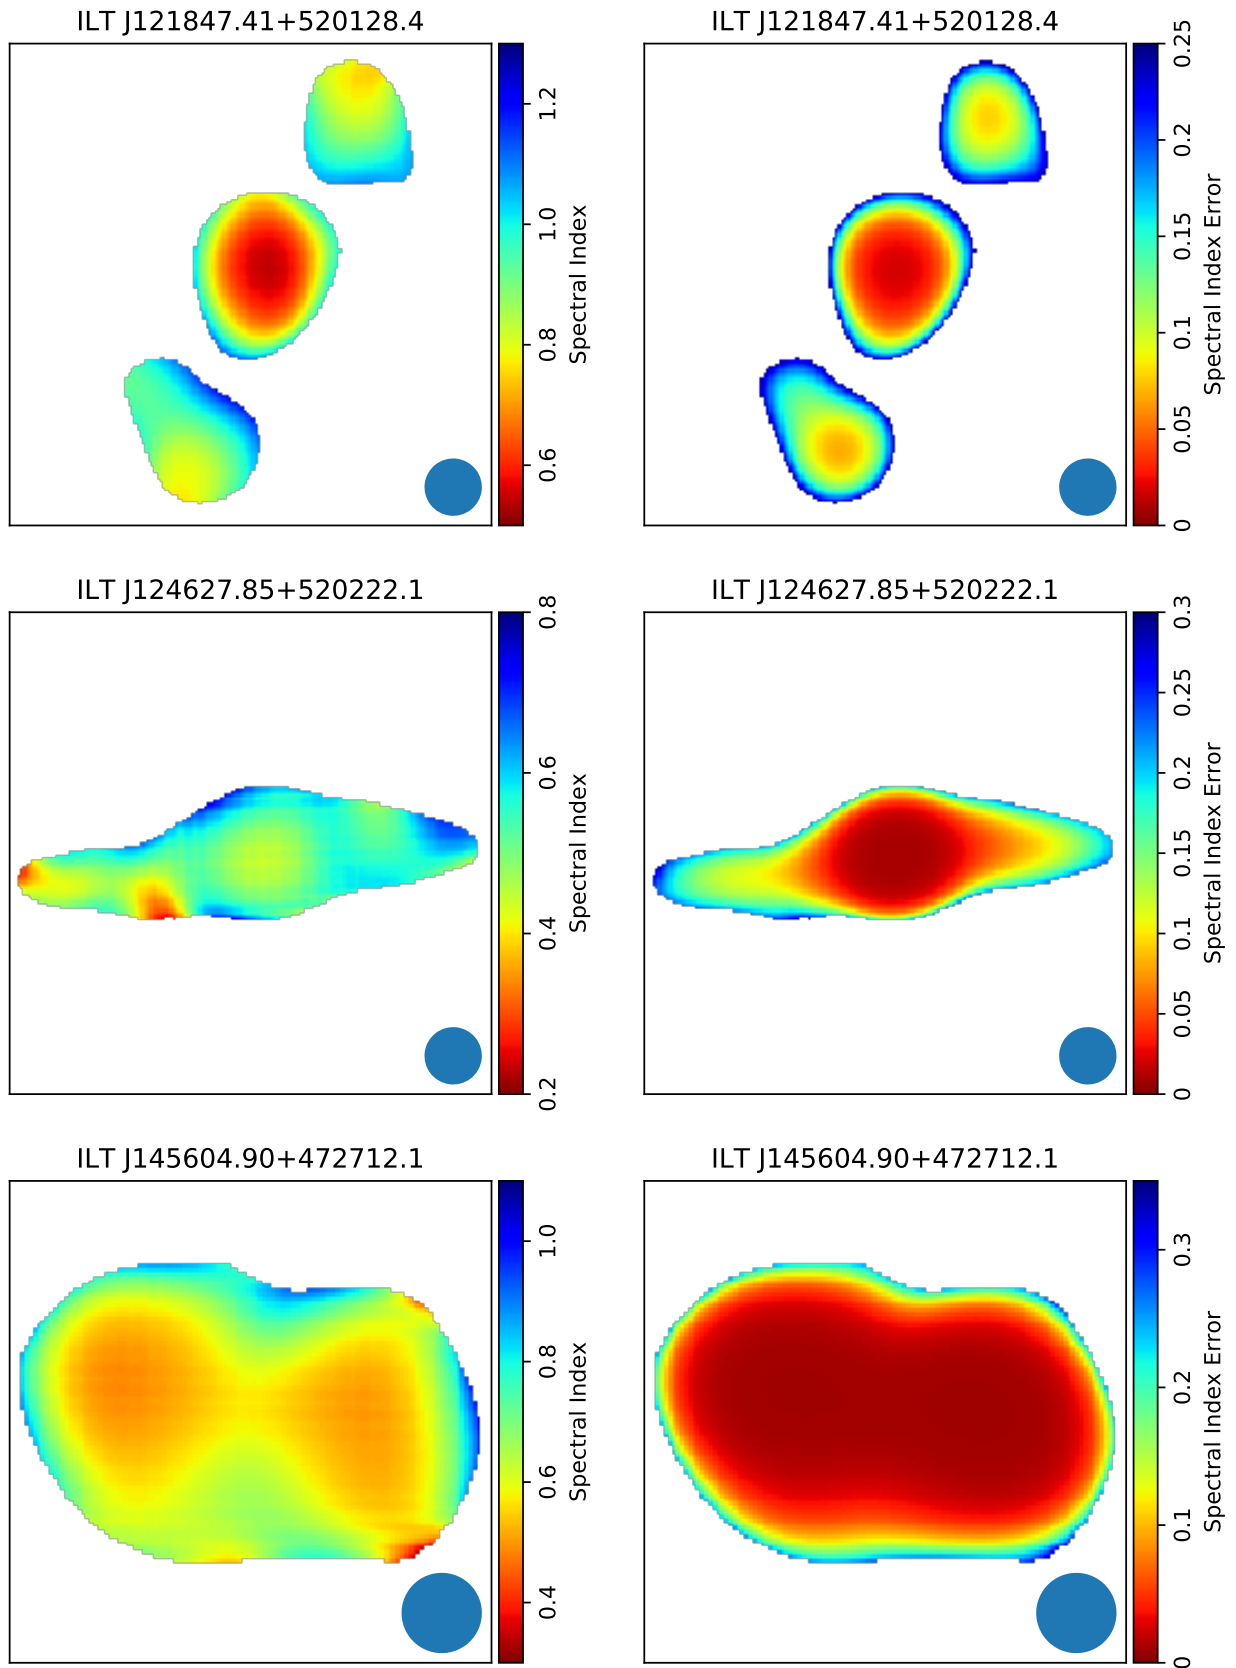 ILT J121847.41+520128.4
0.6
0.8
1.0
1.2
Spectral Index
ILT J121847.41+520128.4
0
0.05
0.1
0.15
0.2
0.25
Spectral Index Error
ILT J124627.85+520222.1
0.2
0.4
0.6
0.8
Spectral Index
ILT J124627.85+520222.1
0
0.05
0.1
0.15
0.2
0.25
0.3
Spectral Index Error
ILT J145604.90+472712.1
0.4
0.6
0.8
1.0
Spectral Index
ILT J145604.90+472712.1
0
0.1
0.2
0.3
Spectral Index Error